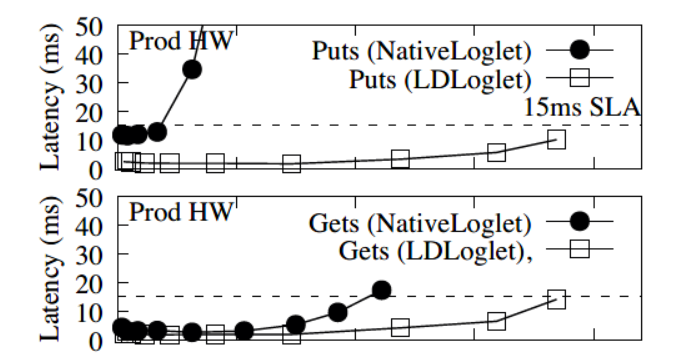 50
40
30
20
10
0
Latency (ms)
Prod HW
Puts (NativeLoglet)
Puts (LDLoglet)
15ms SLA
50
40
30
20
10
0
Latency (ms)
Prod HW
Gets (NativeLoglet)
Gets (LDLoglet),